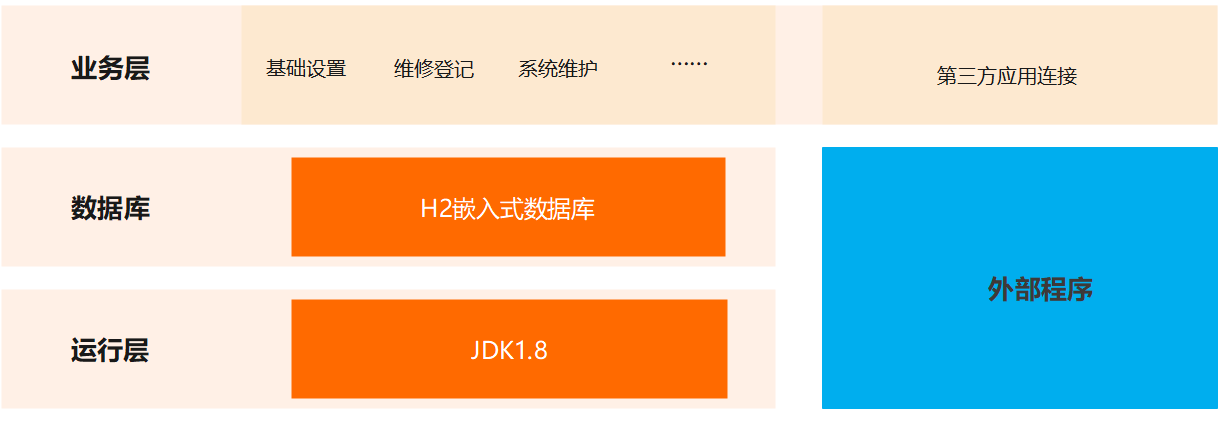 业务层
基础设置
维修登记
系统维护
······
第三方应用连接
数据库
H2嵌入式数据库
外部程序
运行层
JDK1.8